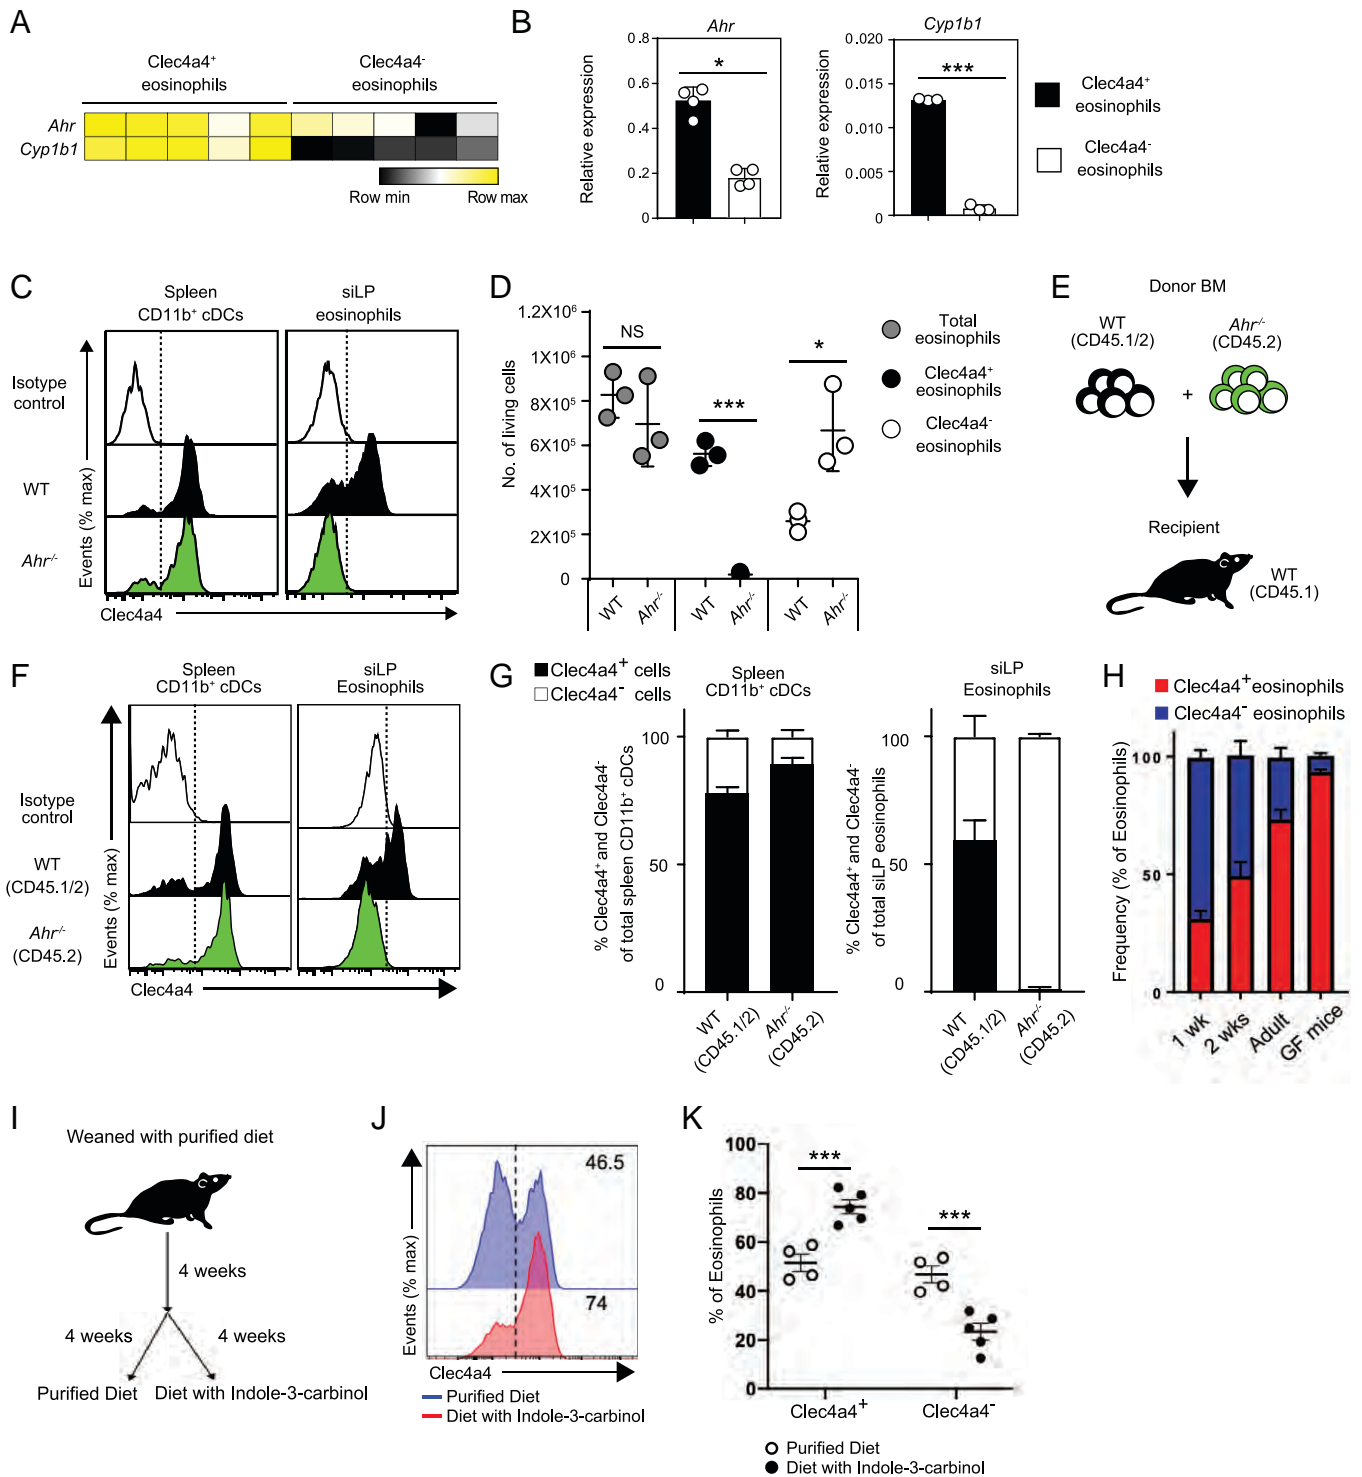 A
Clec4a4⁺
eosinophils
Clec4a4⁻
eosinophils
Ahr
Cyp1b1
Row min
Row max
B
Ahr
Relative expression
0.8
0.6
0.4
0.2
0
*
Cyp1b1
Relative expression
0.020
0.015
0.010
0.005
0
***
Clec4a4⁺
eosinophils
Clec4a4⁻
eosinophils
C
Spleen
CD11b⁺ cDCs
siLP
eosinophils
Isotype
control
WT
Ahr⁻/⁻
Events (% max)
Clec4a4
D
No. of living cells
1.2X10⁶
1X10⁶
8X10⁵
6X10⁵
4X10⁵
2X10⁵
0
NS
***
*
WT
Ahr⁻/⁻
WT
Ahr⁻/⁻
WT
Ahr⁻/⁻
Total
eosinophils
Clec4a4⁺
eosinophils
Clec4a4⁻
eosinophils
E
Donor BM
WT
(CD45.1/2)
Ahr⁻/⁻
(CD45.2)
+
Recipient
WT
(CD45.1)
F
Spleen
CD11b⁺ cDCs
siLP
Eosinophils
Isotype
control
WT
(CD45.1/2)
Ahr⁻/⁻
(CD45.2)
Events (% max)
Clec4a4
G
Clec4a4⁺ cells
Clec4a4⁻ cells
Spleen
CD11b⁺ cDCs
% Clec4a4⁺ and Clec4a4⁻
of total spleen CD11b⁺ cDCs
100
50
0
WT
(CD45.1/2)
Ahr⁻/⁻
(CD45.2)
siLP
Eosinophils
% Clec4a4⁺ and Clec4a4⁻
of total siLP eosinophils
100
50
0
WT
(CD45.1/2)
Ahr⁻/⁻
(CD45.2)
H
Clec4a4⁺ eosinophils
Clec4a4⁻ eosinophils
Frequency (% of Eosinophils)
100
50
0
1 wk
2 wks
Adult
GF mice
I
Weaned with purified diet
4 weeks
4 weeks
4 weeks
Purified Diet
Diet with Indole-3-carbinol
J
Events (% max)
46.5
74
Clec4a4
Purified Diet
Diet with Indole-3-carbinol
K
% of Eosinophils
100
80
60
40
20
0
***
***
Clec4a4⁺
Clec4a4⁻
Purified Diet
Diet with Indole-3-carbinol